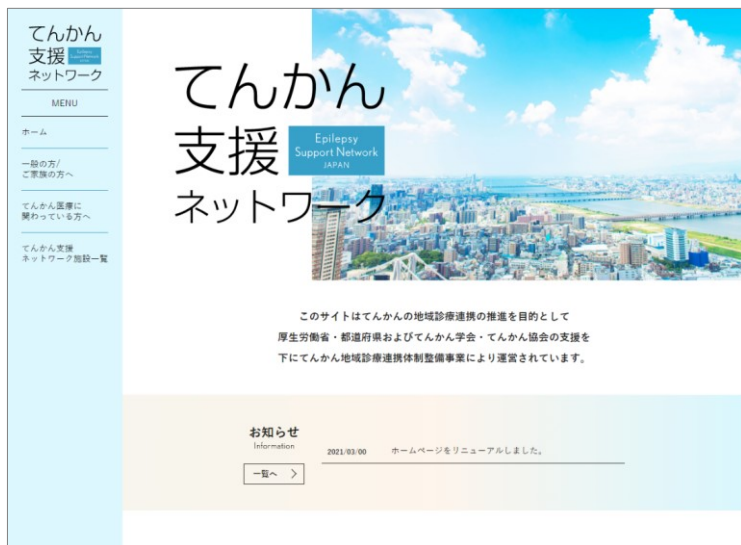 てんかん
支援
Epilepsy
Support Network
JAPAN
ネットワーク
MENU
ホーム
一般の方/
ご家族の方へ
てんかん医療に
関わっている方へ
てんかん支援
ネットワーク施設一覧
てんかん
支援
Epilepsy
Support Network
JAPAN
ネットワーク
このサイトはてんかんの地域診療連携の推進を目的として
厚生労働省・都道府県およびてんかん学会・てんかん協会の支援を
下にてんかん地域診療連携体制整備事業により運営されています。
お知らせ
Information
2021/03/00 ホームページをリニューアルしました。
一覧へ